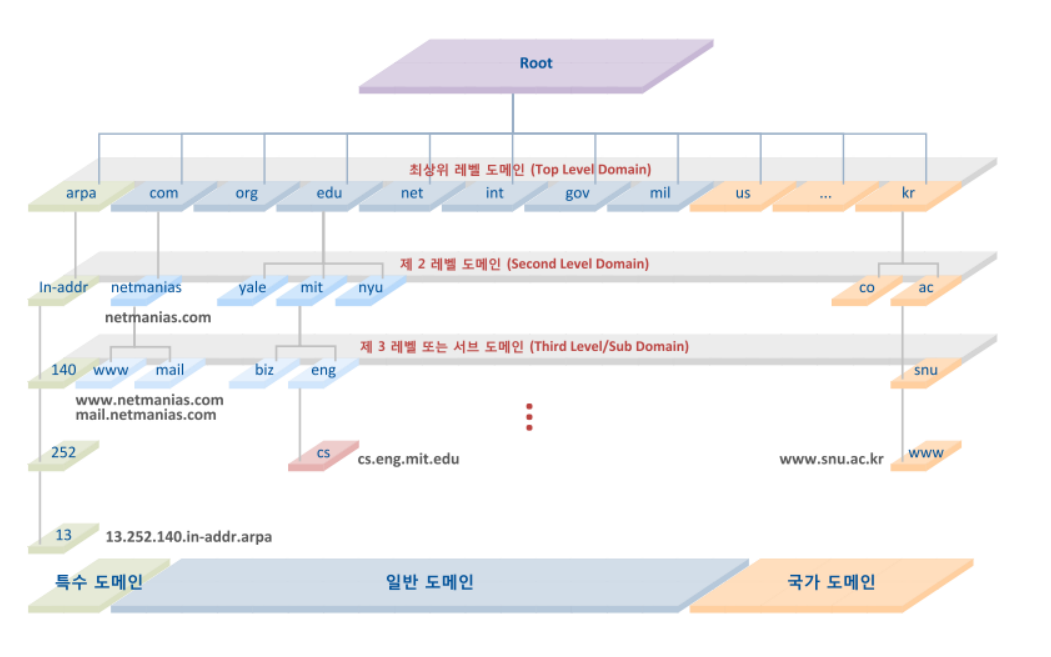 Root
최상위 레벨 도메인 (Top Level Domain)
arpa com org edu net int gov mil us ... kr
제 2 레벨 도메인 (Second Level Domain)
In-addr netmanias yale mit nyu co ac
netmanias.com
제 3 레벨 또는 서브 도메인 (Third Level/Sub Domain)
140 www mail biz eng snu
www.netmanias.com
mail.netmanias.com
252 cs cs.eng.mit.edu www.snu.ac.kr www
13 13.252.140.in-addr.arpa
특수 도메인 일반 도메인 국가 도메인